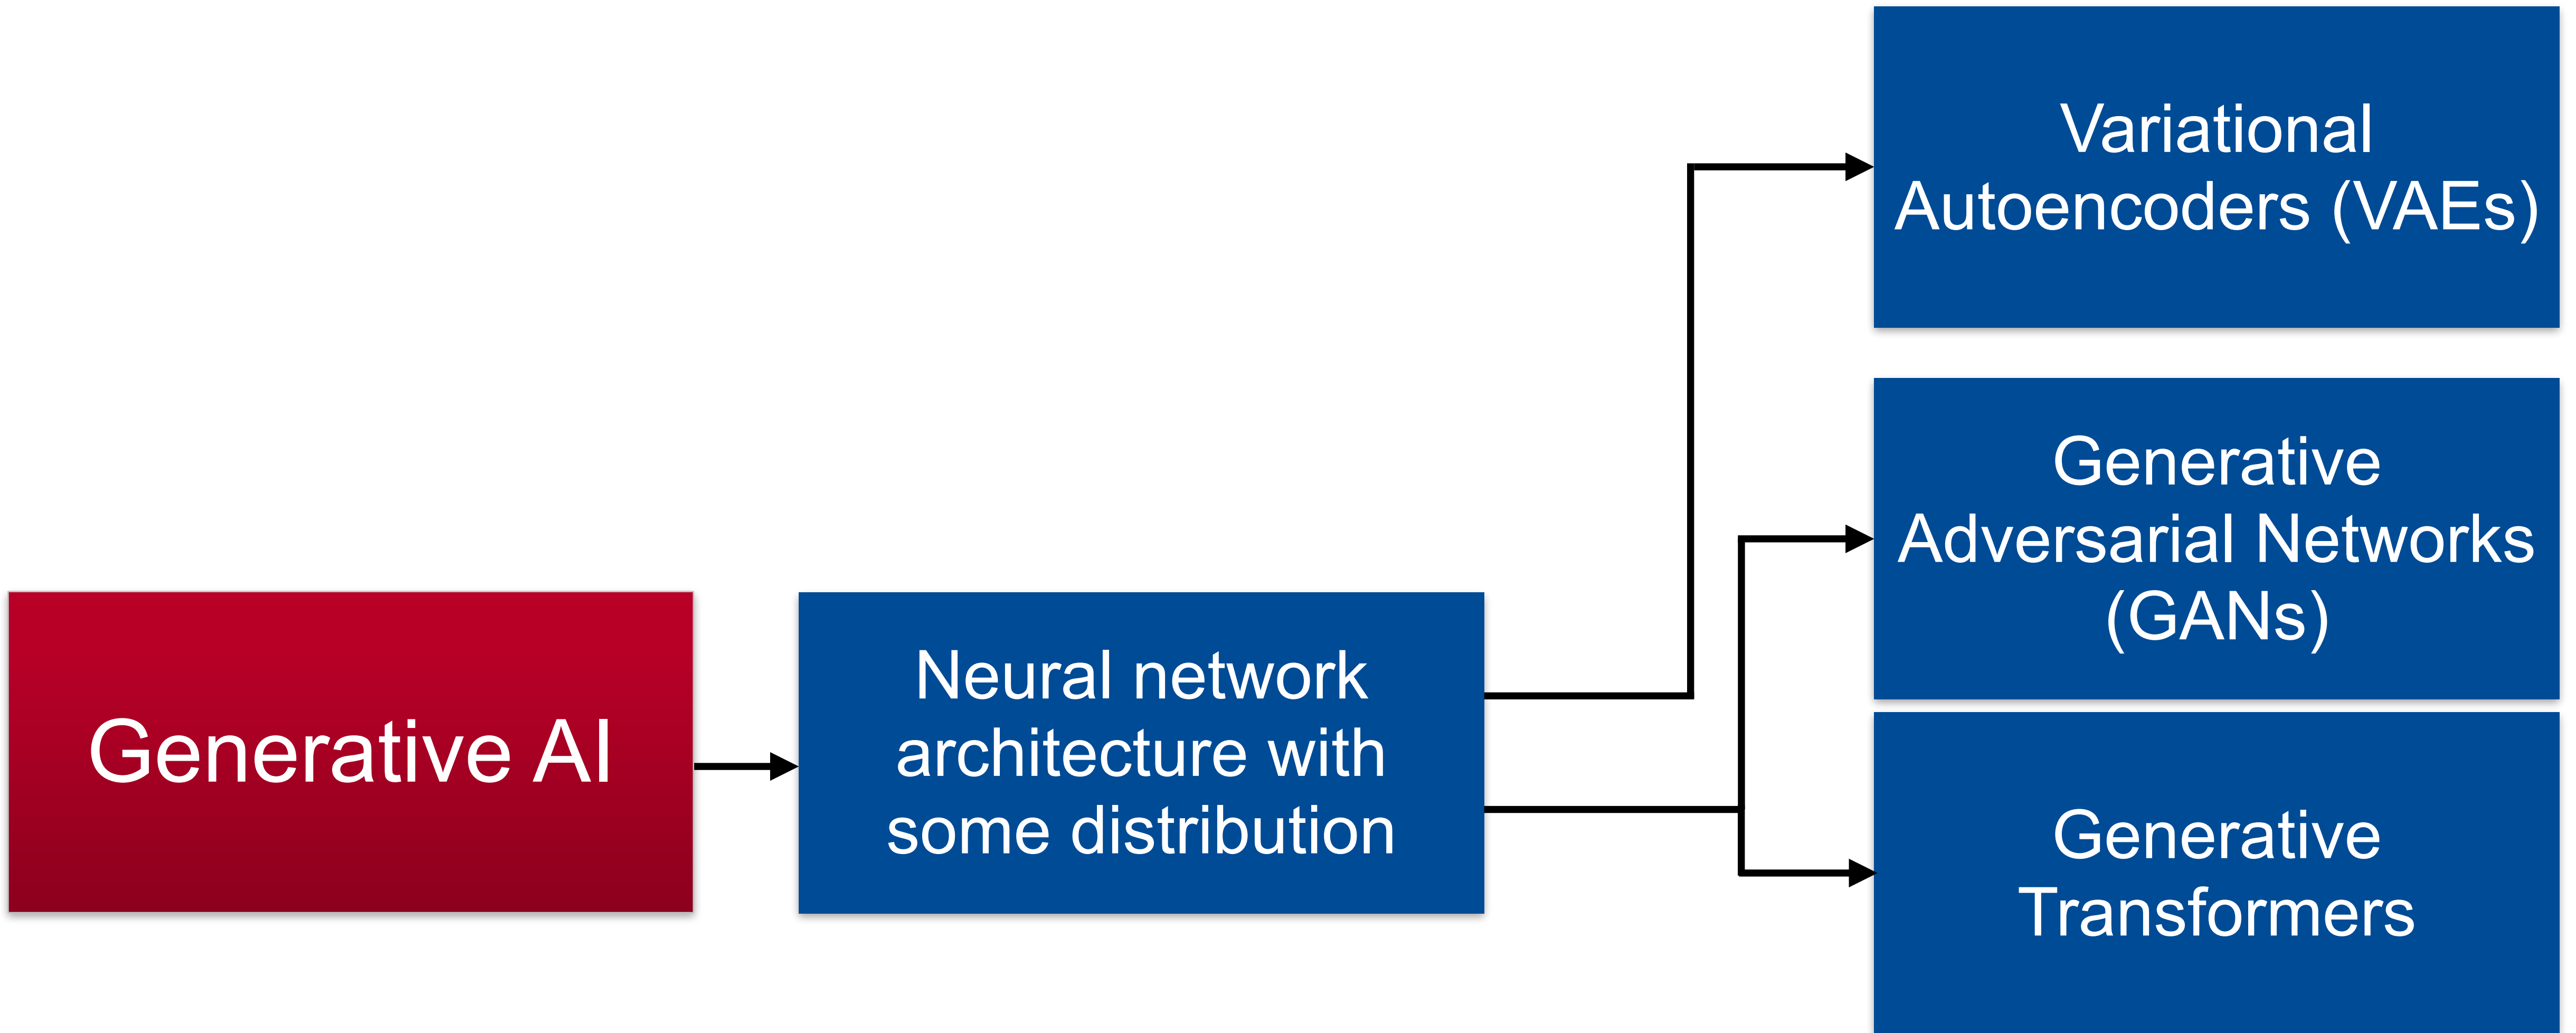 Generative AI
Neural network
architecture with
some distribution
Variational
Autoencoders (VAEs)
Generative
Adversarial Networks
(GANs)
Generative
Transformers